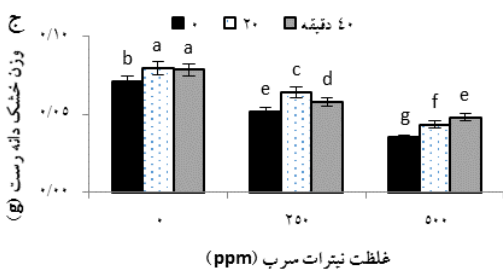 ج
۰ ۲۰ ۴۰ دقیقه
وزن خشک دانه رست (g)
۰/۱۰
۰/۰۵
۰/۰۰
b a a
e c d
g f e
۰ ۲۵۰ ۵۰۰
غلظت نیترات سرب (ppm)